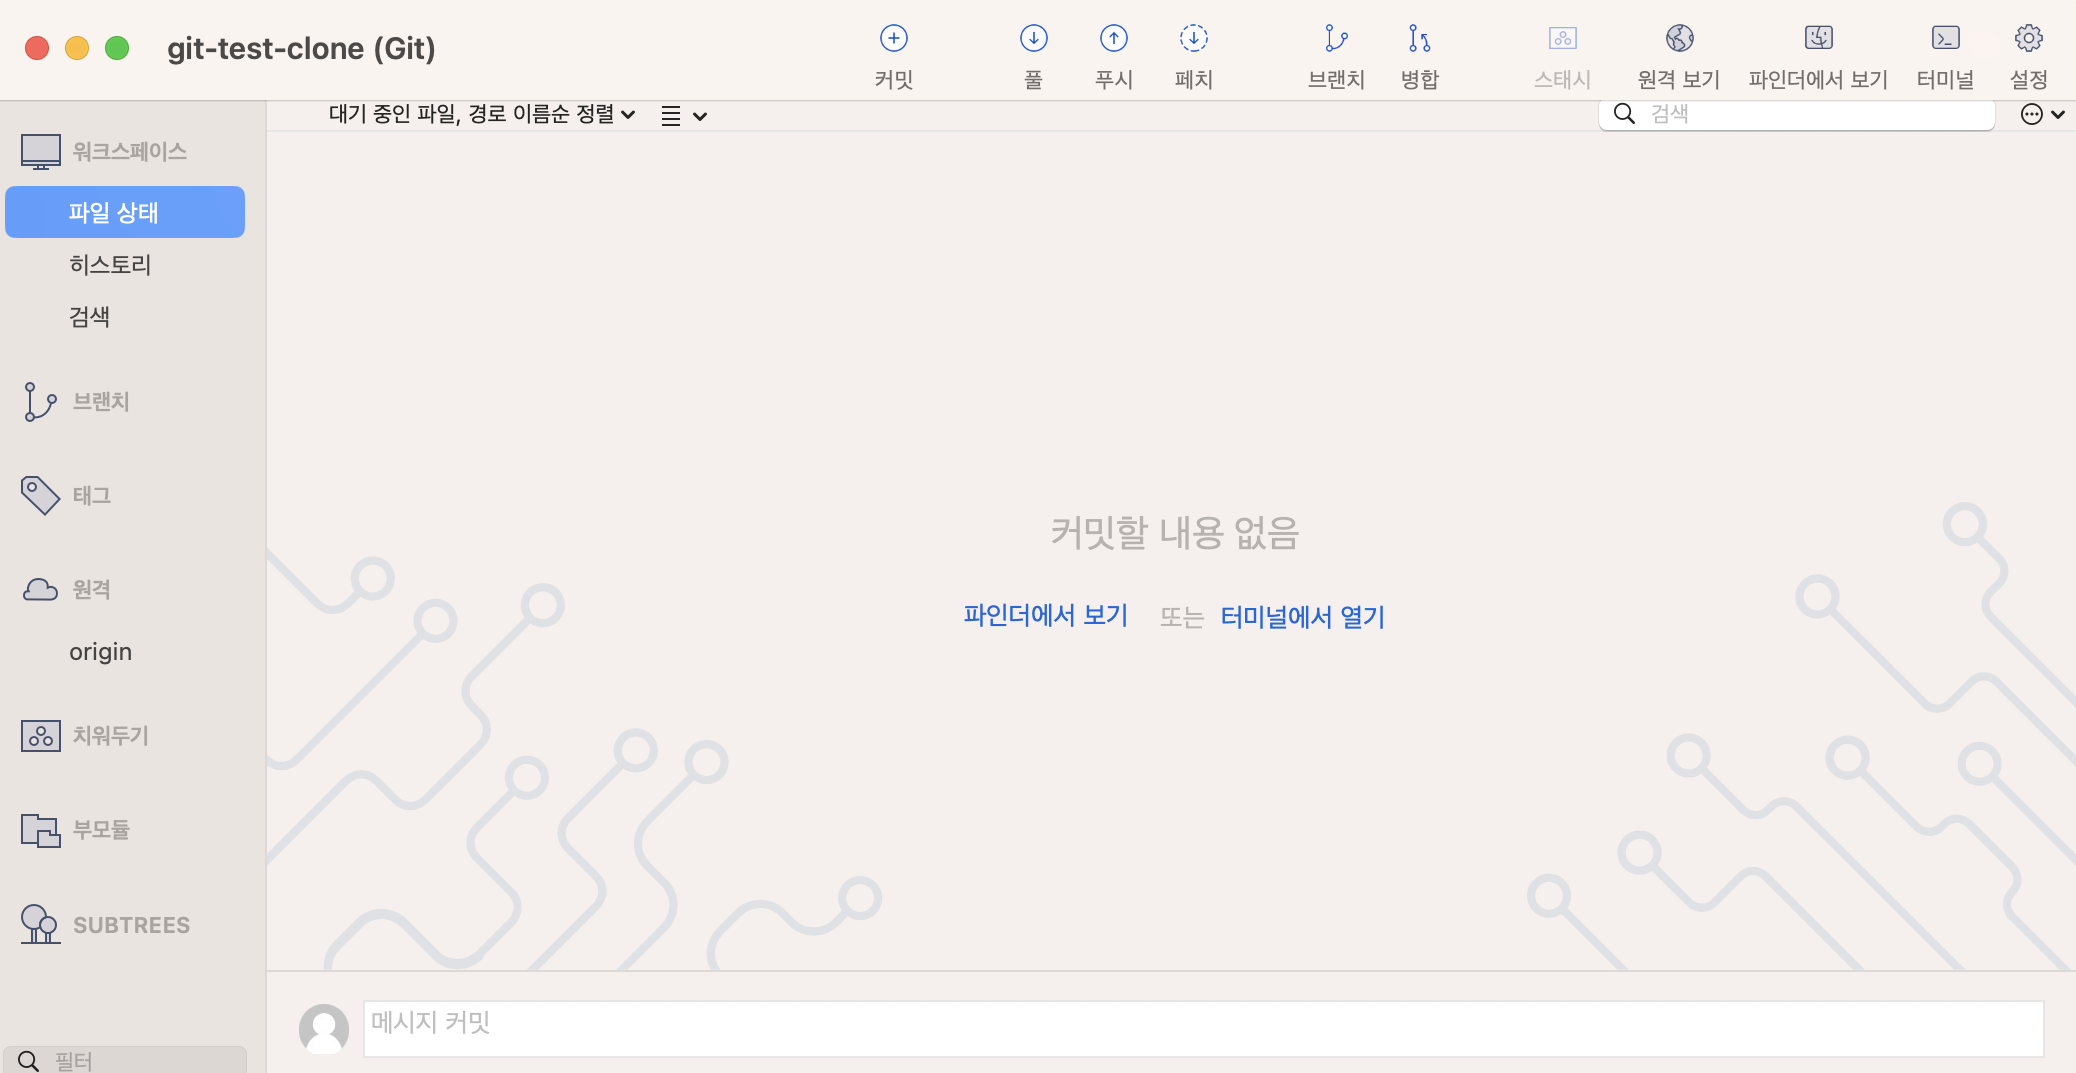 git-test-clone (Git)
커밋
풀
푸시
페치
브랜치
병합
스태시
원격 보기
파인더에서 보기
터미널
설정
대기 중인 파일, 경로 이름순 정렬
검색
워크스페이스
파일 상태
히스토리
검색
브랜치
태그
원격
origin
치워두기
부모듈
SUBTREES
필터
커밋할 내용 없음
파인더에서 보기 또는 터미널에서 열기
메시지 커밋